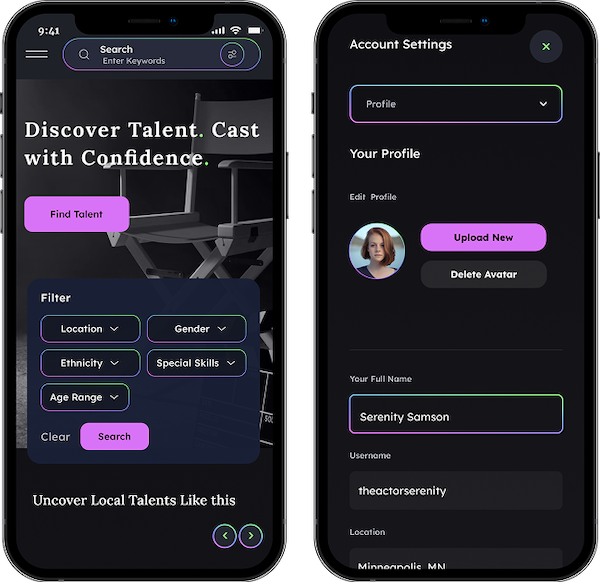 9:41
Search
Enter Keywords
Discover Talent. Cast
with Confidence.
Find Talent
Filter
Location
Gender
Ethnicity
Special Skills
Age Range
Clear
Search
Uncover Local Talents Like this
Account Settings
Profile
Your Profile
Edit Profile
Upload New
Delete Avatar
Your Full Name
Serenity Samson
Username
theactorserenity
Location
Minneapolis, MN